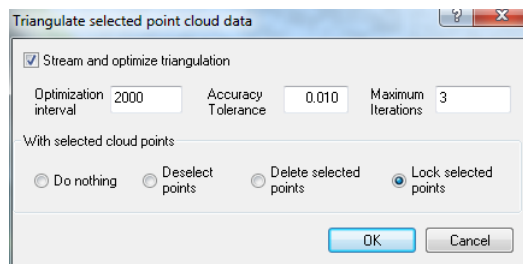 Triangulate selected point cloud data
?
Stream and optimize triangulation
Optimization interval 2000 Accuracy Tolerance 0.010 Maximum Iterations 3
With selected cloud points
Do nothing Deselect points Delete selected points Lock selected points
OK Cancel